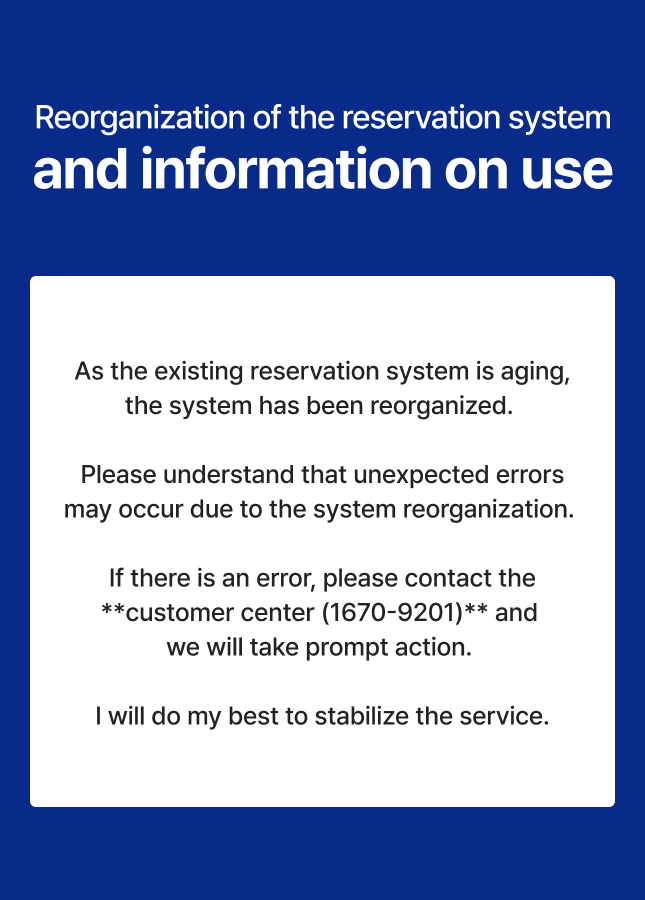 Reorganization of the reservation system
and information on use
As the existing reservation system is aging,
the system has been reorganized.
Please understand that unexpected errors
may occur due to the system reorganization.
If there is an error, please contact the
**customer center (1670-9201)** and
we will take prompt action.
I will do my best to stabilize the service.